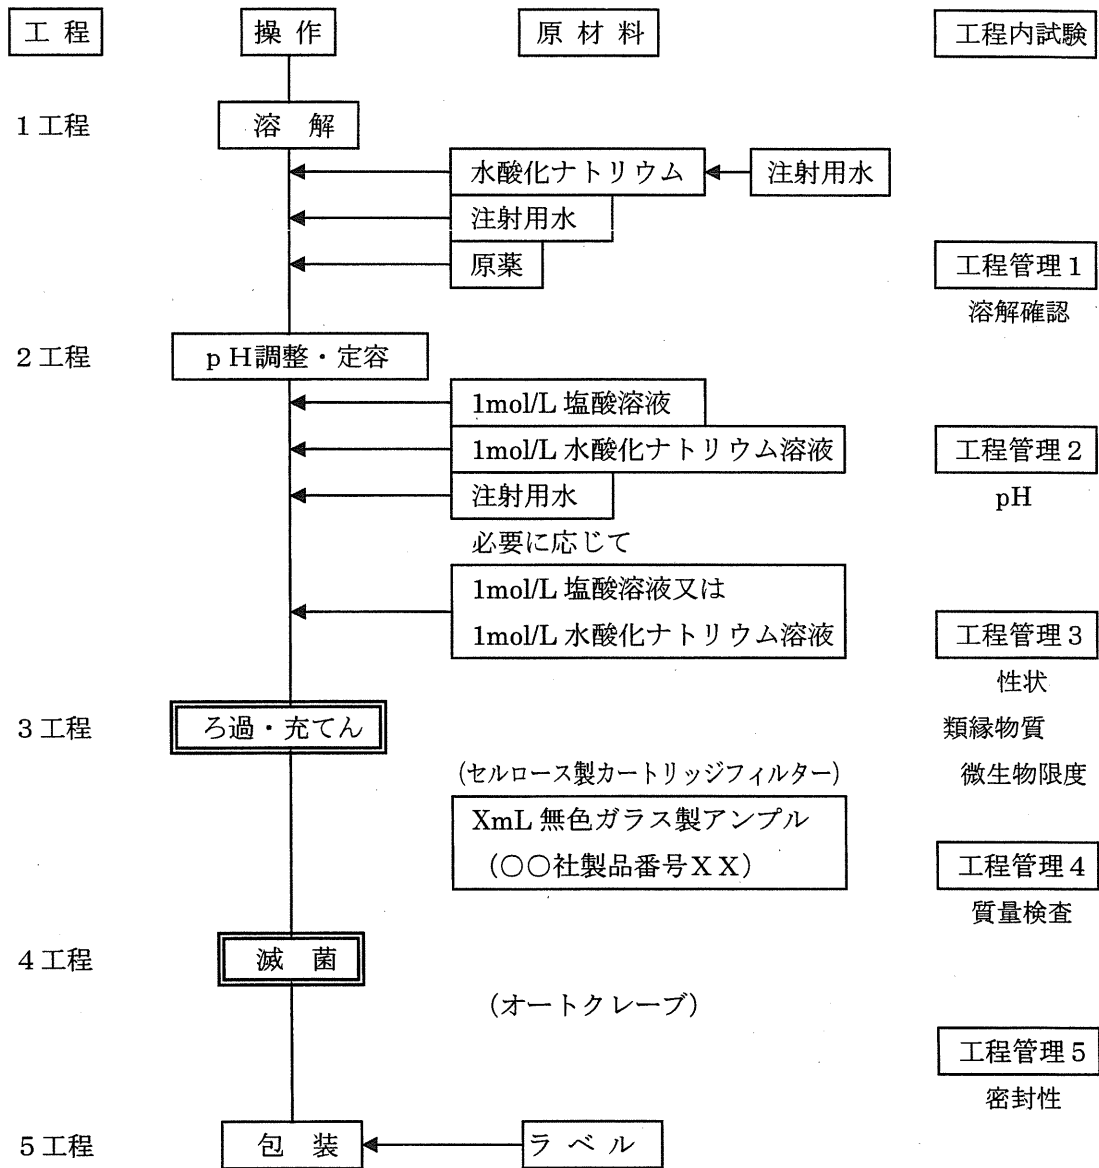 工程 操作 原材料 工程内試験
1工程 溶解
水酸化ナトリウム 注射用水
注射用水
原薬 工程管理1
溶解確認
2工程 pH調整・定容
1mol/L 塩酸溶液
1mol/L 水酸化ナトリウム溶液 工程管理2
注射用水 pH
必要に応じて
1mol/L 塩酸溶液又は
1mol/L 水酸化ナトリウム溶液 工程管理3
性状
3工程 ろ過・充てん 類縁物質
(セルロース製カートリッジフィルター) 微生物限度
XmL 無色ガラス製アンプル
(○○社製品番号XX) 工程管理4
質量検査
4工程 滅菌
(オートクレーブ)
工程管理5
密封性
5工程 包装 ラベル